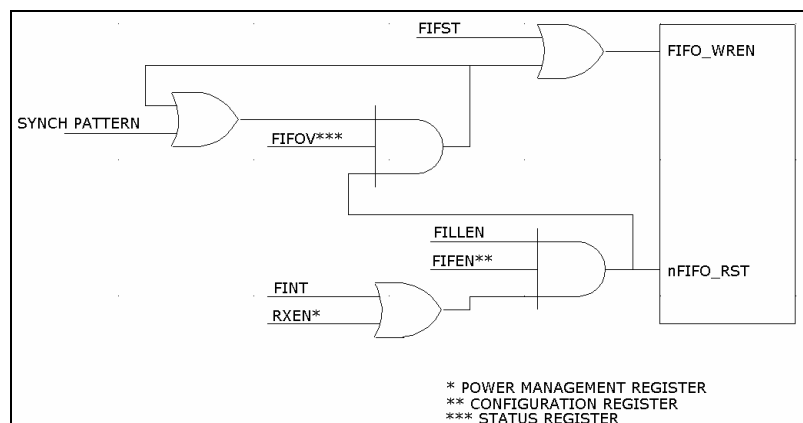 FIFST
FIFO_WREN
SYNCH PATTERN
FIFOV***
FILLEN
FIFEN**
nFIFO_RST
FINT
RXEN*
* POWER MANAGEMENT REGISTER
** CONFIGURATION REGISTER
*** STATUS REGISTER